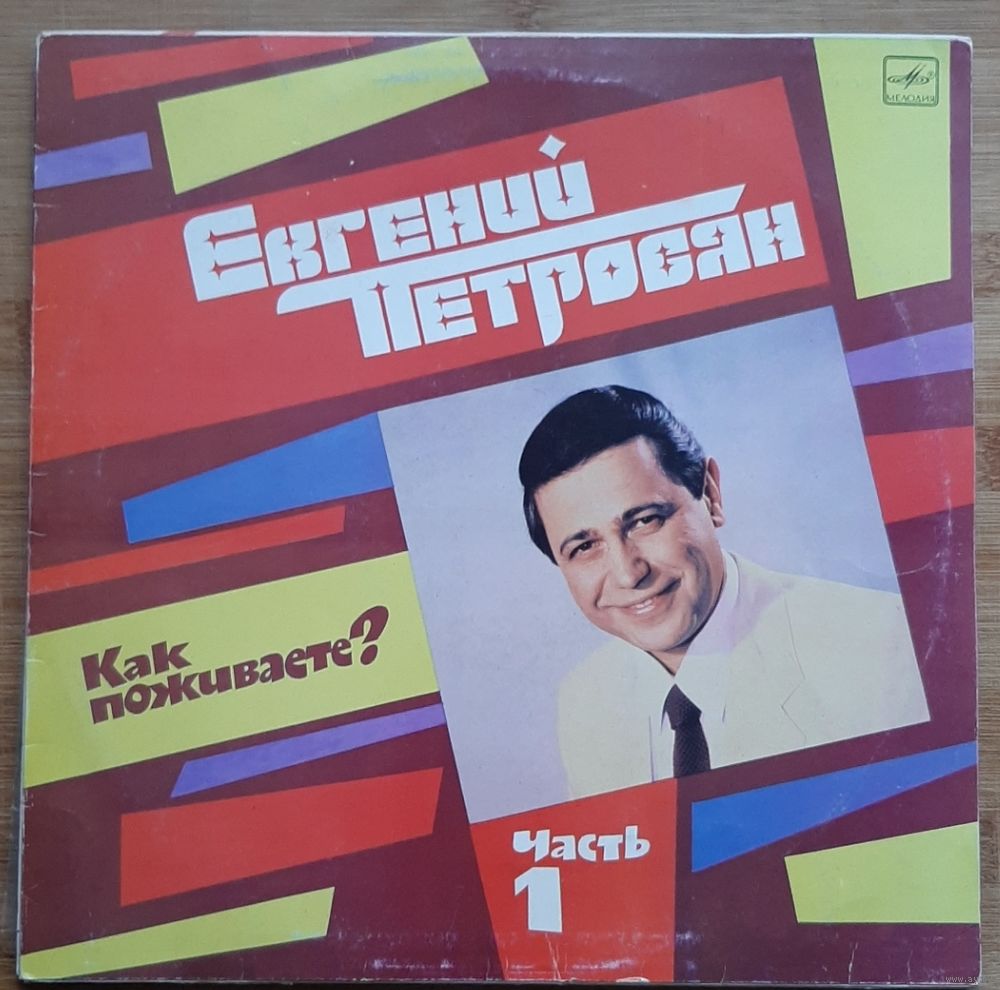 МЕЛОДИЯ
Евгений
Петросян
Как
поживаете?
Часть
1